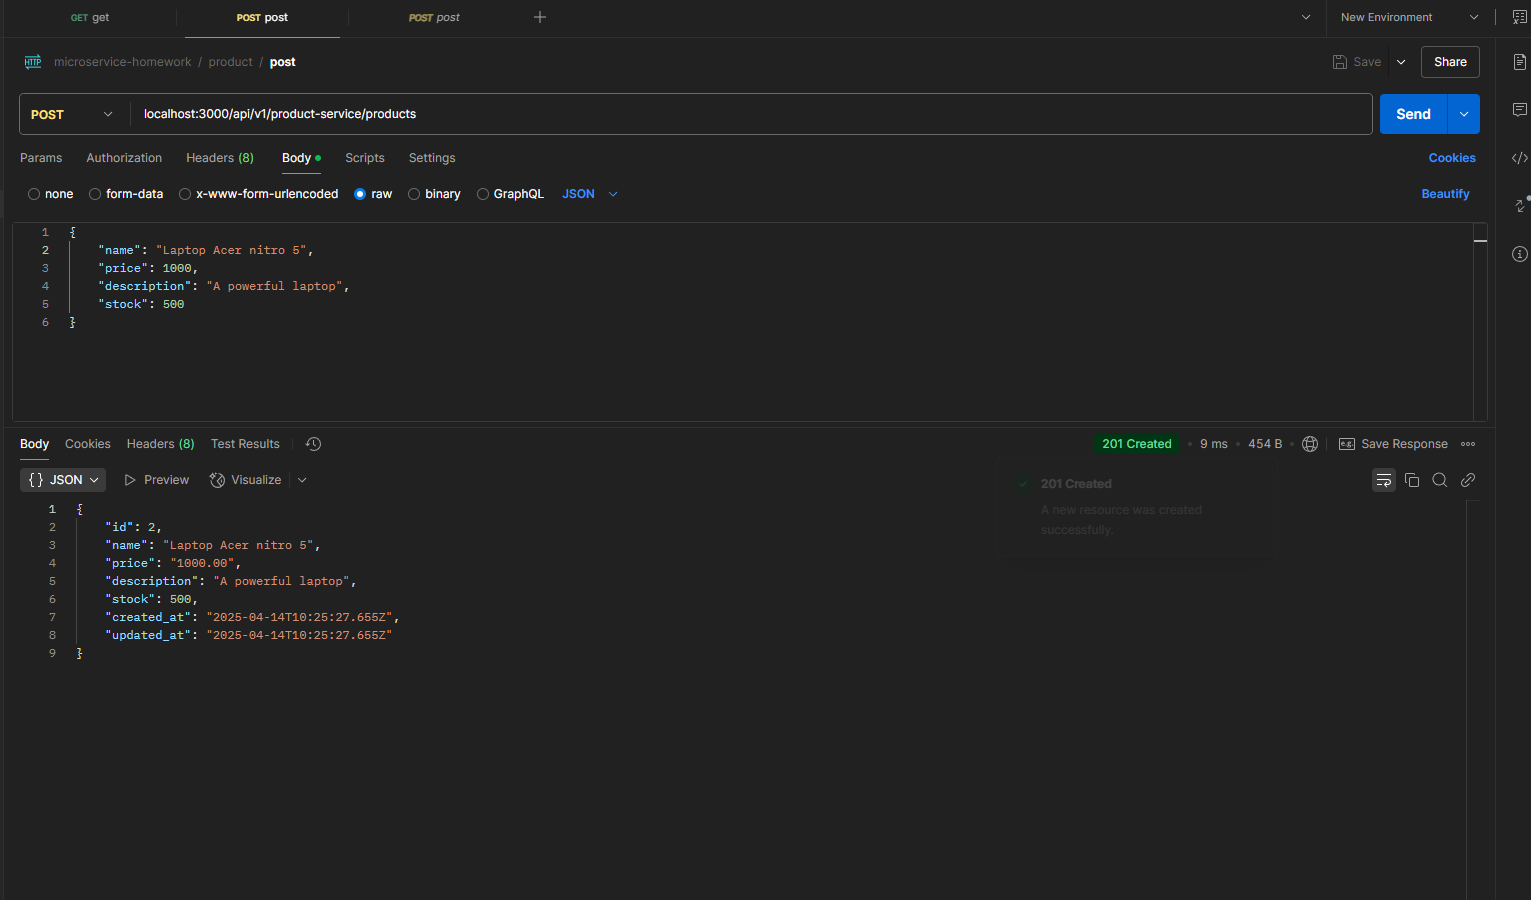 GET get
POST post
POST post
New Environment
HTTP
microservice-homework / product / post
Save
Share
POST
localhost:3000/api/v1/product-service/products
Send
Params
Authorization
Headers (8)
Body
Scripts
Settings
Cookies
none
form-data
x-www-form-urlencoded
raw
binary
GraphQL
JSON
Beautify
1 {
2 "name": "Laptop Acer nitro 5",
3 "price": 1000,
4 "description": "A powerful laptop",
5 "stock": 500
6 }
Body
Cookies
Headers (8)
Test Results
201 Created
9 ms
454 B
e.g.
Save Response
{} JSON
Preview
Visualize
201 Created
A new resource was created
successfully.
1 {
2 "id": 2,
3 "name": "Laptop Acer nitro 5",
4 "price": "1000.00",
5 "description": "A powerful laptop",
6 "stock": 500,
7 "created_at": "2025-04-14T10:25:27.655Z",
8 "updated_at": "2025-04-14T10:25:27.655Z"
9 }